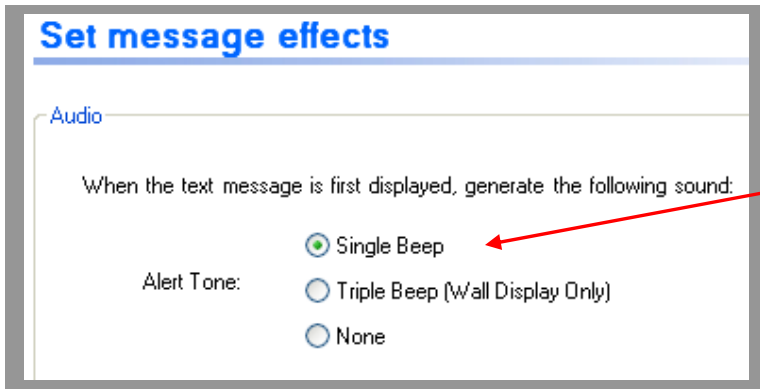 Set message effects
Audio
When the text message is first displayed, generate the following sound:
Single Beep
Alert Tone:
Triple Beep (Wall Display Only)
None